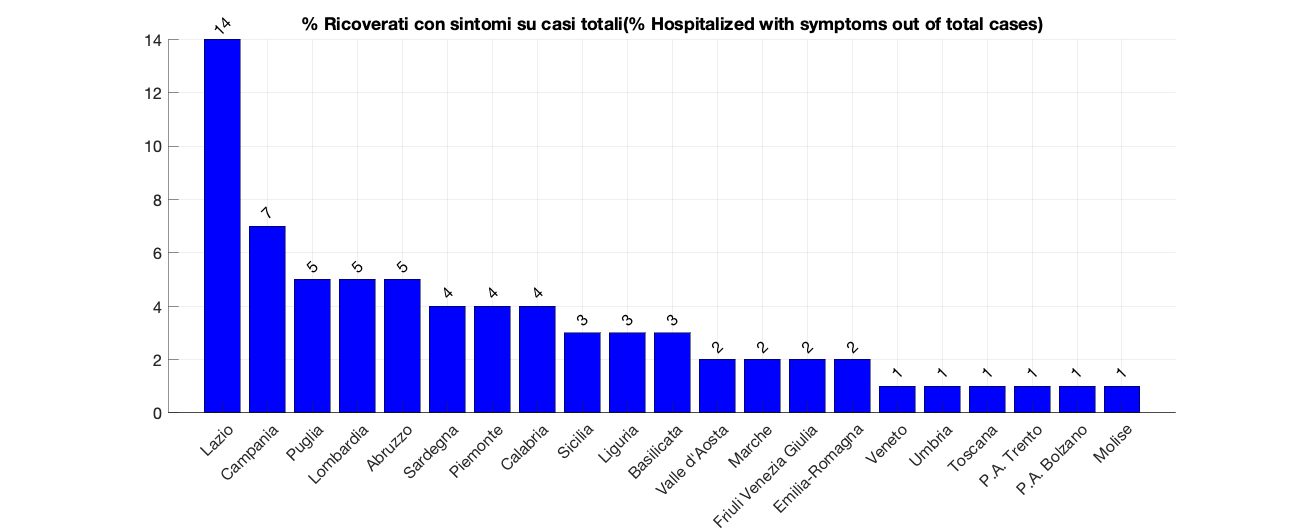 % Ricoverati con sintomi su casi totali(% Hospitalized with symptoms out of total cases)
14
12
10
8
6
4
2
0
14
7
5
5
5
4
4
4
3
3
3
2
2
2
2
1
1
1
1
1
1
Lazio
Campania
Puglia
Lombardia
Abruzzo
Sardegna
Piemonte
Calabria
Sicilia
Liguria
Basilicata
Valle d'Aosta
Marche
Friuli Venezia Giulia
Emilia-Romagna
Veneto
Umbria
Toscana
P.A. Trento
P.A. Bolzano
Molise